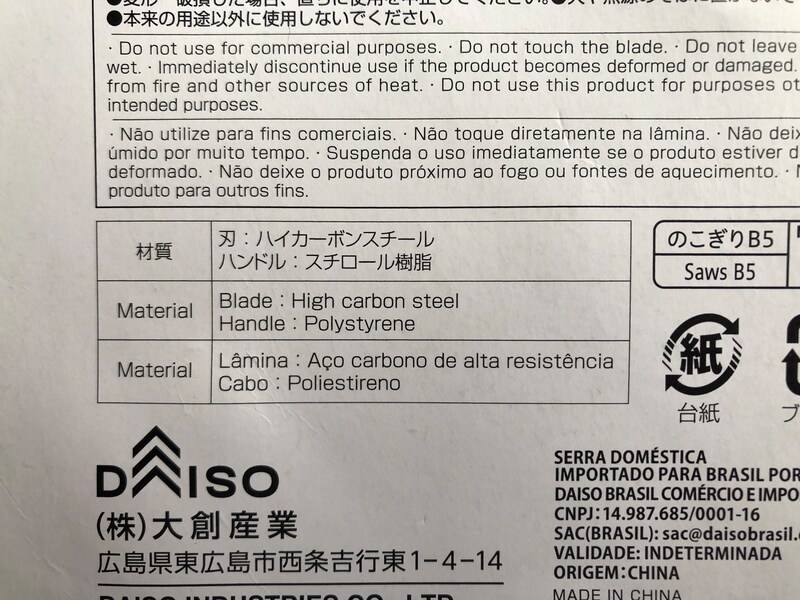 ●本来の用途以外に使用しないでください。
· Do not use for commercial purposes. · Do not touch the blade. · Do not leave
wet. · Immediately discontinue use if the product becomes deformed or damaged.
from fire and other sources of heat. · Do not use this product for purposes
intended purposes.
· Não utilize para fins comerciais. · Não toque diretamente na lâmina. · Não
úmido por muito tempo. · Suspenda o uso imediatamente se o produto estiver
deformado. · Não deixe o produto próximo ao fogo ou fontes de aquecimento. ·
produto para outros fins.
材質
刃：ハイカーボンスチール
ハンドル：スチロール樹脂
Material
Blade：High carbon steel
Handle：Polystyrene
Material
Lâmina：Aço carbono de alta resistência
Cabo：Poliestireno
のこぎりB5
Saws B5
紙
台紙
DAISO
(株)大創産業
広島県東広島市西条吉行東1-4-14
DAISO INDUSTRIES CO., LTD.
SERRA DOMÉSTICA
IMPORTADO PARA BRASIL POR
DAISO BRASIL COMÉRCIO E
CNPJ:14.987.685/0001-16
SAC(BRASIL): sac@daisobrasil.
VALIDADE: INDETERMINADA
ORIGEM:CHINA
MADE IN CHINA